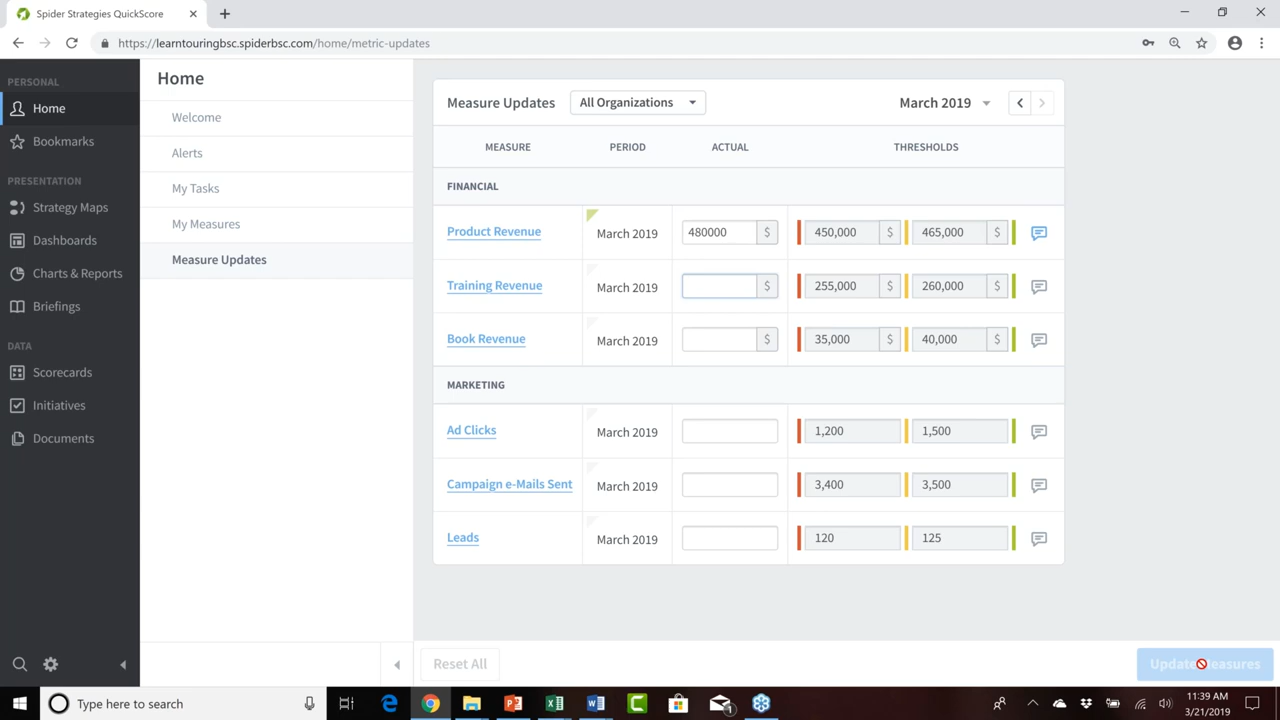 Spider Strategies QuickScore
https://learntouringbsc.spiderbsc.com/home/metric-updates
PERSONAL
Home
Bookmarks
PRESENTATION
Strategy Maps
Dashboards
Charts & Reports
Briefings
DATA
Scorecards
Initiatives
Documents
Home
Welcome
Alerts
My Tasks
My Measures
Measure Updates
Measure Updates All Organizations March 2019
MEASURE PERIOD ACTUAL THRESHOLDS
FINANCIAL
Product Revenue March 2019 480000 $ 450,000 $ 465,000 $
Training Revenue March 2019 $ 255,000 $ 260,000 $
Book Revenue March 2019 $ 35,000 $ 40,000 $
MARKETING
Ad Clicks March 2019 1,200 1,500
Campaign e-Mails Sent March 2019 3,400 3,500
Leads March 2019 120 125
Reset All Update Measures
Type here to search
11:39 AM
3/21/2019